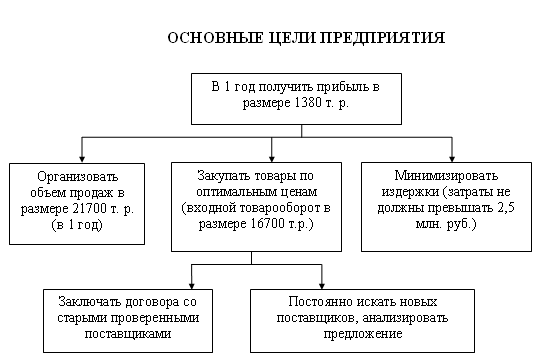 ОСНОВНЫЕ ЦЕЛИ ПРЕДПРИЯТИЯ
В 1 год получить прибыль в
размере 1380 т. р.
Организовать
объем продаж в
размере 21700 т. р.
(в 1 год)
Закупать товары по
оптимальным ценам
(входной товарооборот в
размере 16700 т.р.)
Минимизировать
издержки (затраты не
должны превышать 2,5
млн. руб.)
Заключать договора со
старыми проверенными
поставщиками
Постоянно искать новых
поставщиков, анализировать
предложение